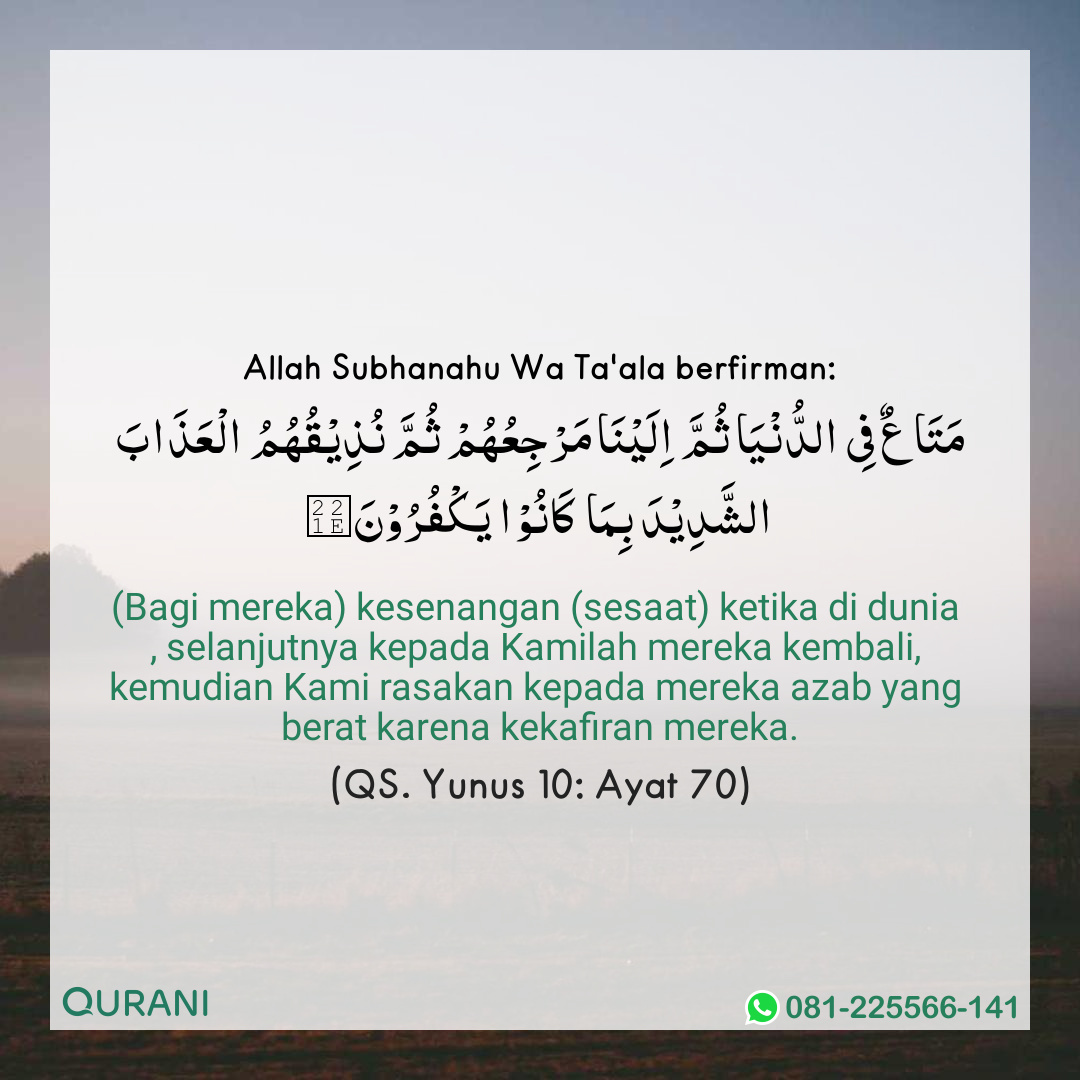 Allah Subhanahu Wa Ta'ala berfirman:
مَتَاعٌ فِى الدُّنْيَا ثُمَّ اِلَيْنَا مَرْجِعُهُمْ ثُمَّ نُذِيْقُهُمُ الْعَذَابَ
الشَّدِيْدَ بِمَا كَانُوْا يَكْفُرُوْنَ
(Bagi mereka) kesenangan (sesaat) ketika di dunia
, selanjutnya kepada Kamilah mereka kembali,
kemudian Kami rasakan kepada mereka azab yang
berat karena kekafiran mereka.
(QS. Yunus 10: Ayat 70)
QURANI
081-225566-141